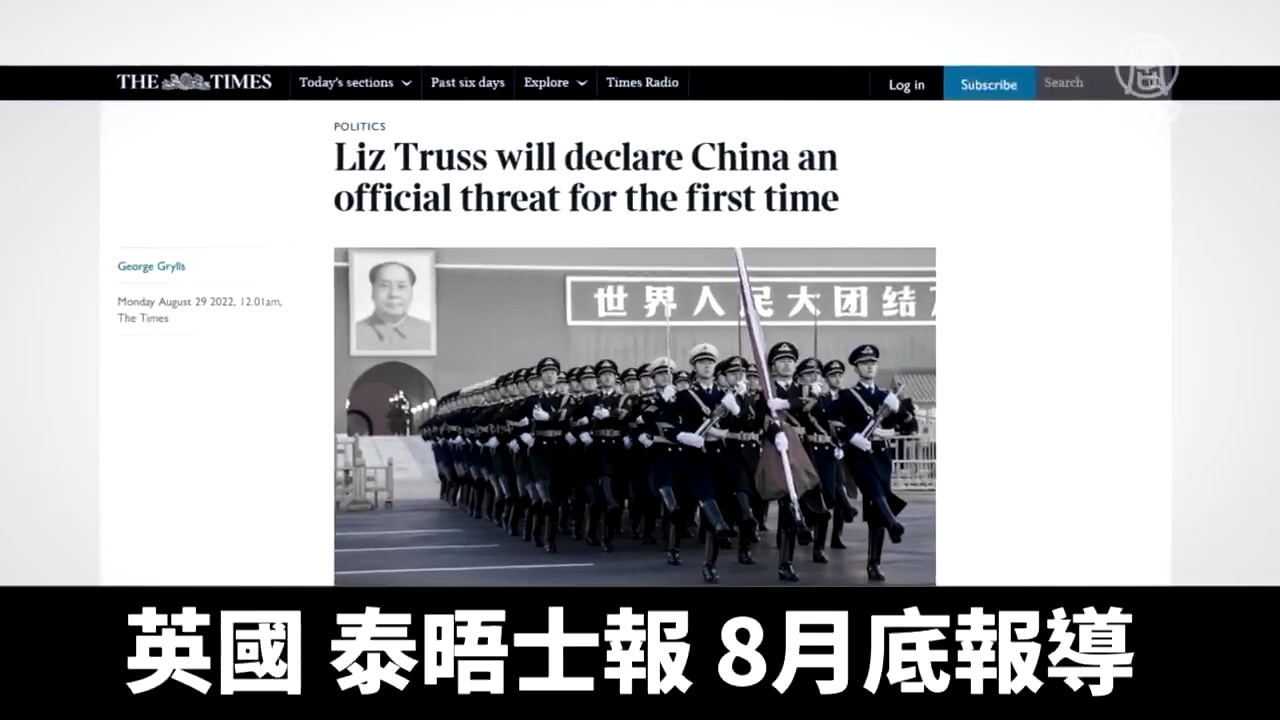 THE TIMES
Today's sections
Past six days
Explore
Times Radio
Log in
Subscribe
Search
POLITICS
Liz Truss will declare China an
official threat for the first time
George Grylls
Monday August 29 2022, 12.01am,
The Times
世界人民大团结
英國 泰晤士報 8月底報導